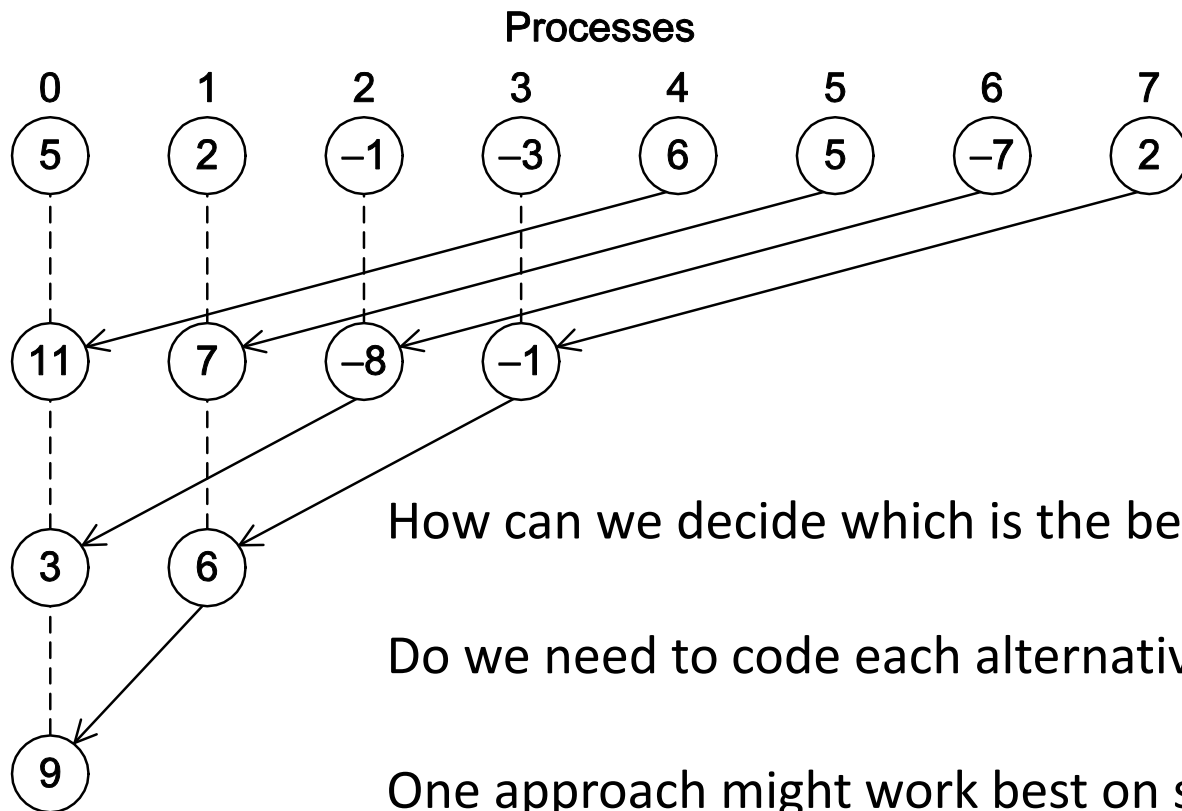 Processes
0 1 2 3 4 5 6 7
5 2 –1 –3 6 5 –7 2
11 7 –8 –1
How can we decide which is the
3 6
Do we need to code each
9
One approach might work best on